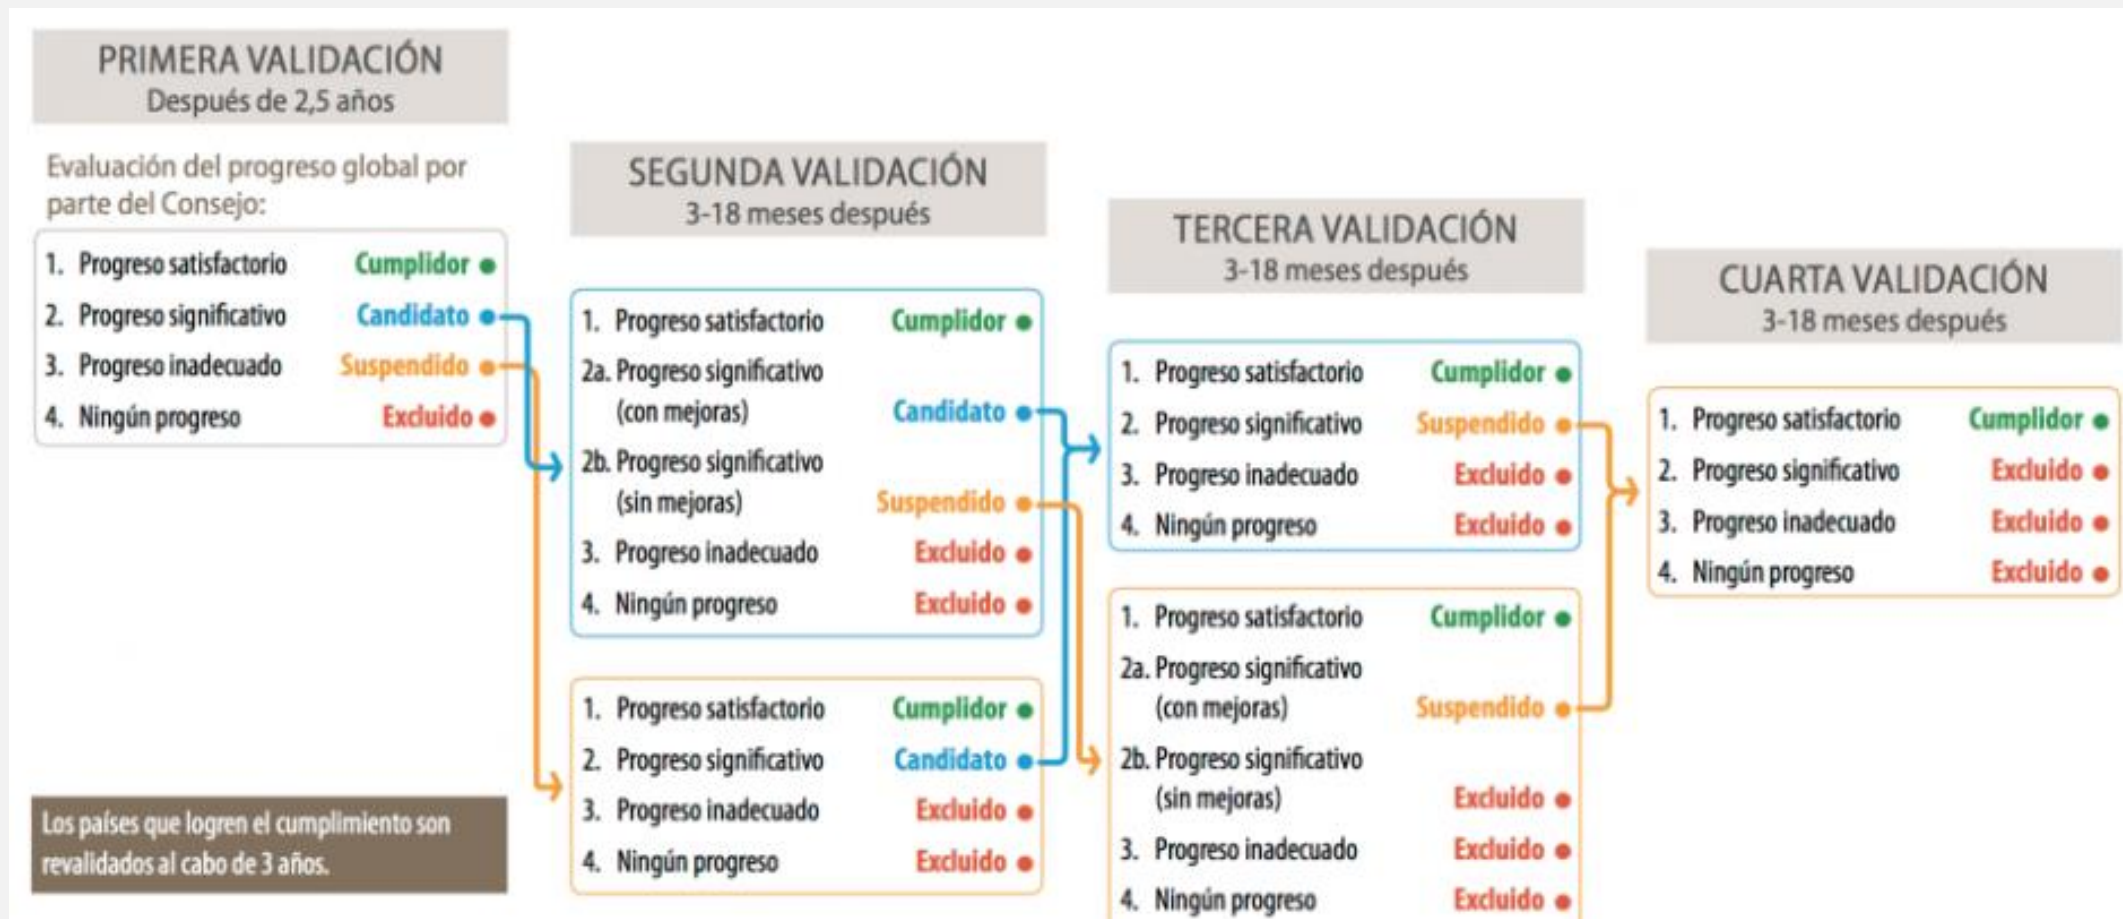 PRIMERA VALIDACIÓN
Después de 2,5 años
Evaluación del progreso global por
parte del Consejo:
1. Progreso satisfactorio Cumplidor
2. Progreso significativo Candidato
3. Progreso inadecuado Suspendido
4. Ningún progreso Excluido
Los países que logren el cumplimiento son
revalidados al cabo de 3 años.
SEGUNDA VALIDACIÓN
3-18 meses después
1. Progreso satisfactorio Cumplidor
2a. Progreso significativo
(con mejoras) Candidato
2b. Progreso significativo
(sin mejoras) Suspendido
3. Progreso inadecuado Excluido
4. Ningún progreso Excluido
1. Progreso satisfactorio Cumplidor
2. Progreso significativo Candidato
3. Progreso inadecuado Excluido
4. Ningún progreso Excluido
TERCERA VALIDACIÓN
3-18 meses después
1. Progreso satisfactorio Cumplidor
2. Progreso significativo Suspendido
3. Progreso inadecuado Excluido
4. Ningún progreso Excluido
1. Progreso satisfactorio Cumplidor
2a. Progreso significativo
(con mejoras) Suspendido
2b. Progreso significativo
(sin mejoras) Excluido
3. Progreso inadecuado Excluido
4. Ningún progreso Excluido
CUARTA VALIDACIÓN
3-18 meses después
1. Progreso satisfactorio Cumplidor
2. Progreso significativo Excluido
3. Progreso inadecuado Excluido
4. Ningún progreso Excluido